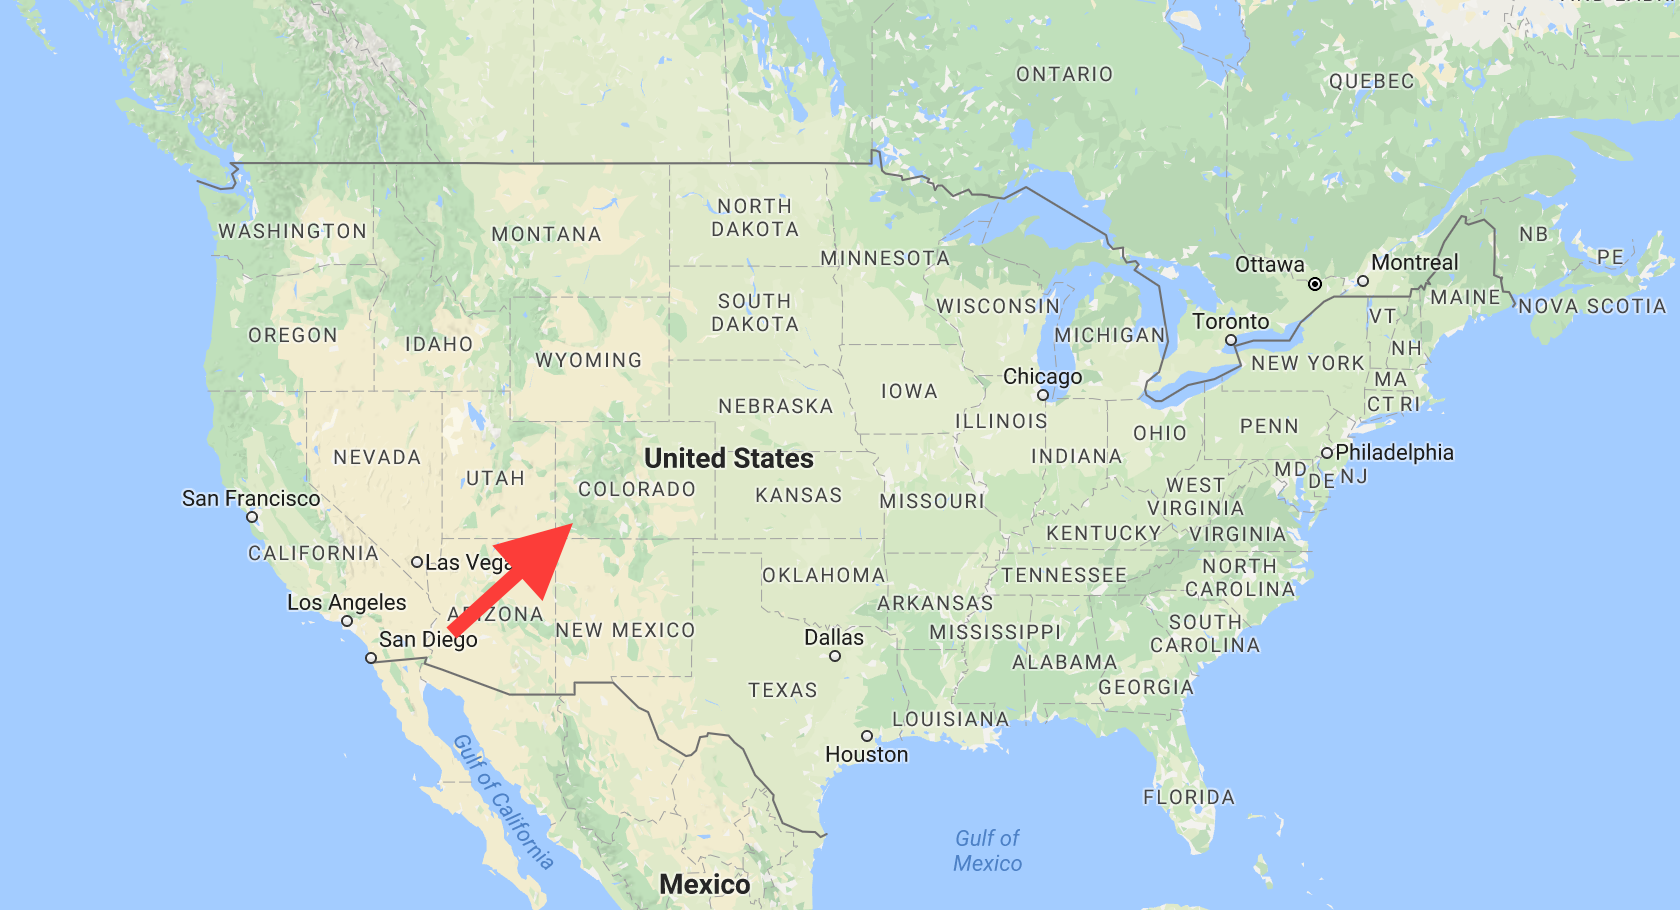 ONTARIO
QUEBEC
NORTH
DAKOTA
WASHINGTON
MONTANA
MINNESOTA
NB
PE
Ottawa
Montreal
MAINE
NOVA SCOTIA
SOUTH
DAKOTA
WISCONSIN
VT
Toronto
OREGON
IDAHO
MICHIGAN
NH
WYOMING
NEW YORK
Chicago
MA
IOWA
NEBRASKA
CT RI
ILLINOIS
OHIO
PENN
NEVADA
United States
INDIANA
Philadelphia
MD
DE
NJ
UTAH
COLORADO
KANSAS
MISSOURI
WEST
VIRGINIA
San Francisco
KENTUCKY
VIRGINIA
CALIFORNIA
Las Vega
OKLAHOMA
TENNESSEE
NORTH
CAROLINA
Los Angeles
ARIZONA
ARKANSAS
NEW MEXICO
MISSISSIPPI
SOUTH
CAROLINA
San Diego
Dallas
ALABAMA
TEXAS
GEORGIA
LOUISIANA
Houston
Gulf of California
FLORIDA
Gulf of
Mexico
Mexico